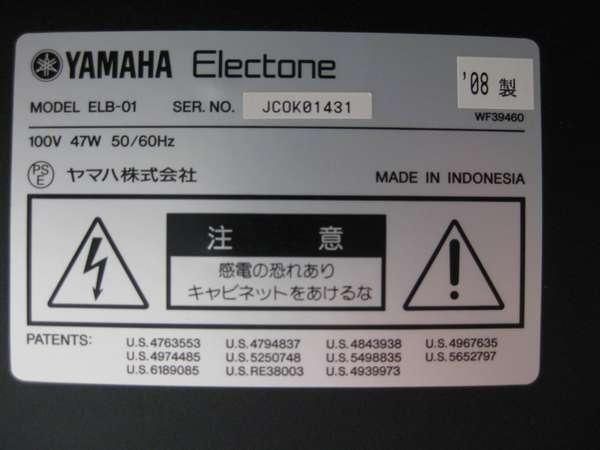 YAMAHA Electone
'08 製
MODEL ELB-01 SER. NO. JCOK01431
WF39460
100V 47W 50/60Hz
PS E ヤマハ株式会社 MADE IN INDONESIA
注 意
感電の恐れあり
キャビネットをあけるな
PATENTS: U.S.4763553 U.S.4794837 U.S.4843938 U.S.4967635
U.S.4974485 U.S.5250748 U.S.5498835 U.S.5652797
U.S.6189085 U.S.RE38003 U.S.4939973